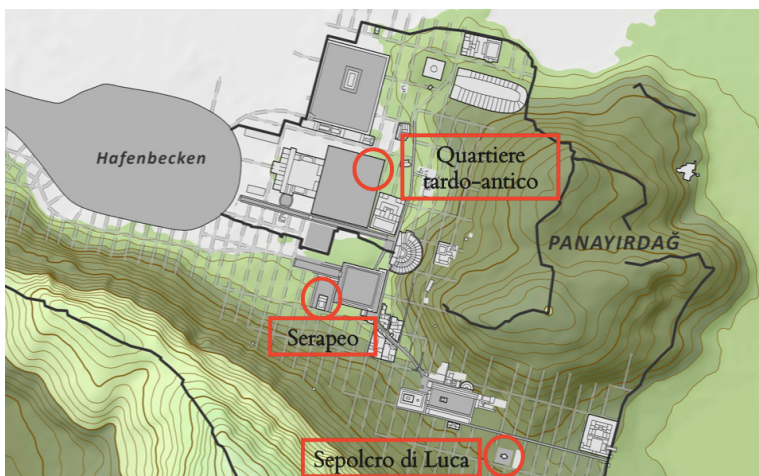 Hafenbecken
Quartiere
tardo-antico
PANAYIRDAĞ
Serapeo
Sepolcro di Luca